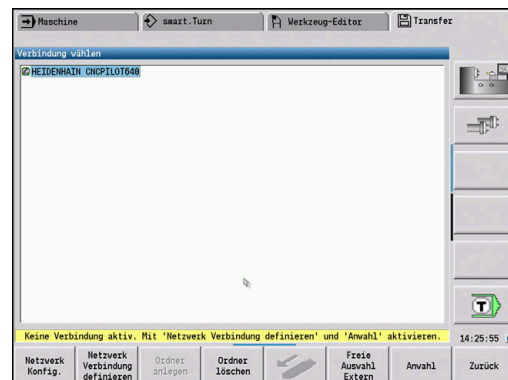 Maschine
smart.Turn
Werkzeug-Editor
Transfer
Verbindung wählen
HEIDENHAIN CNCPILOT640
T
Keine Verbindung aktiv. Mit 'Netzwerk Verbindung definieren' und 'Anwahl' aktivieren.
14:25:55
Netzwerk Konfig.
Netzwerk Verbindung definieren
Ordner anlegen
Ordner löschen
Freie Auswahl Extern
Anwahl
Zurück